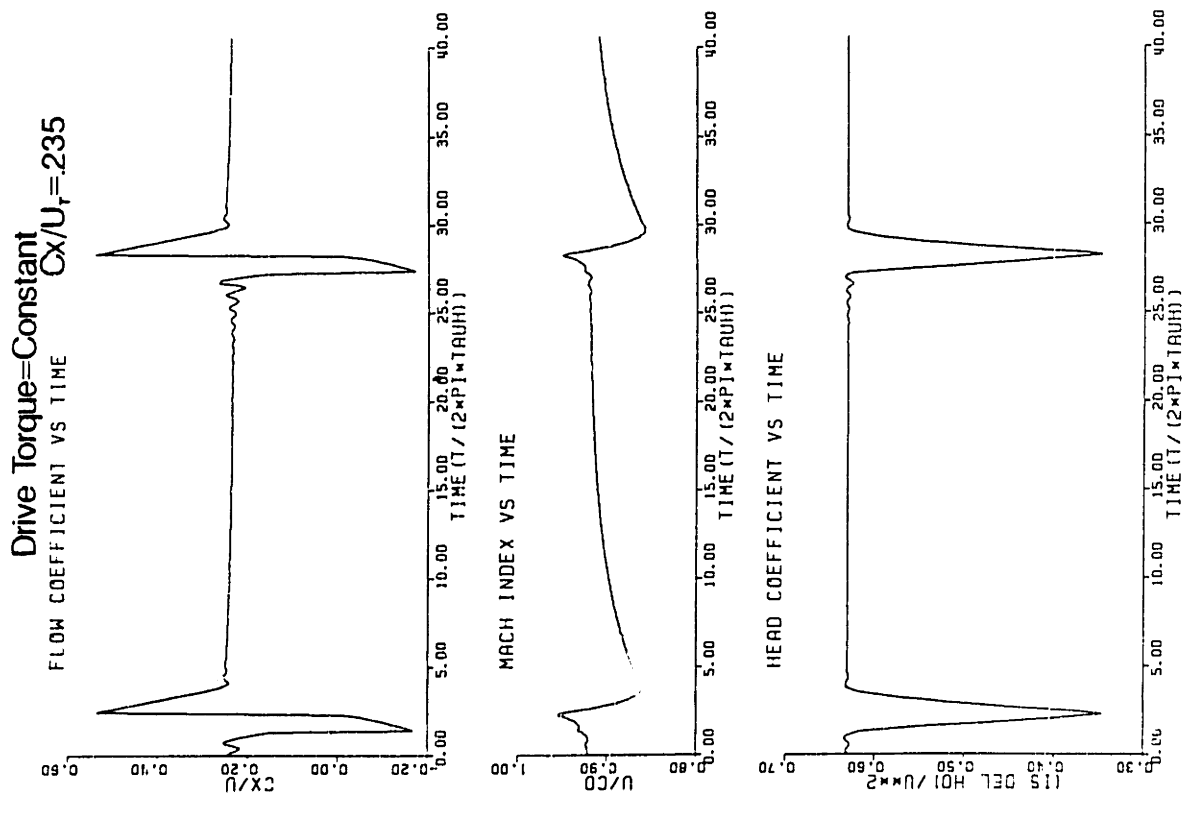 Drive Torque=Constant
FLOW COEFFICIENT VS TIME
Cx/U_T=.235
0.60
0.40
0.20
0.00
-0.20
CX/U
0.00 5.00 10.00 15.00 20.00 25.00 30.00 35.00 40.00
TIME(T/(2*PI*TAUH))
MACH INDEX VS TIME
1.00
0.90
0.80
U/CO
0.00 5.00 10.00 15.00 20.00 25.00 30.00 35.00 40.00
TIME(T/(2*PI*TAUH))
HEAD COEFFICIENT VS TIME
0.70
0.60
0.50
0.40
0.30
(IS DEL HO)/U**2
0.00 5.00 10.00 15.00 20.00 25.00 30.00 35.00 40.00
TIME(T/(2*PI*TAUH))